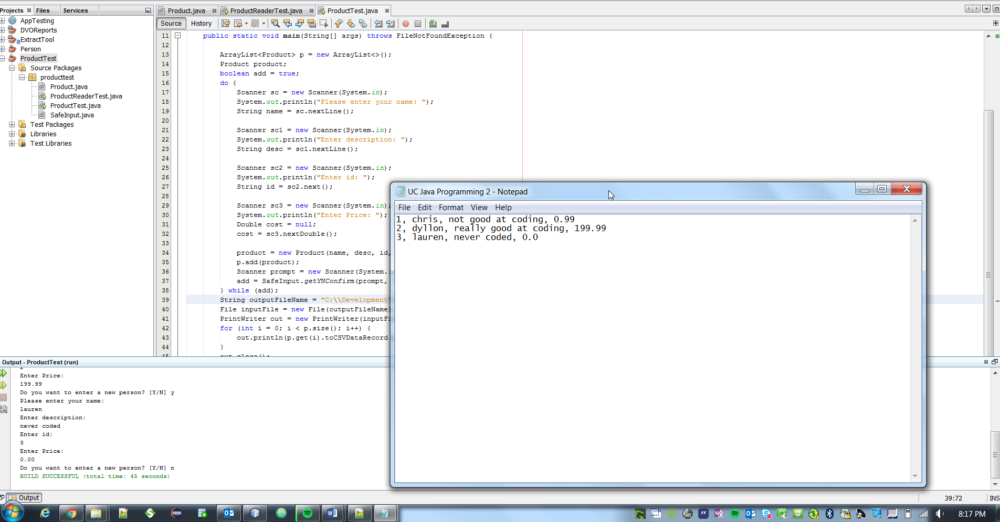 Projects Files Services
Product.java ProductReaderTest.java ProductTest.java
Source History
AppTesting
DVOReports
ExtractTool
Person
ProductTest
Source Packages
producttest
Product.java
ProductReaderTest.java
ProductTest.java
SafeInput.java
Test Packages
Libraries
Test Libraries
11 public static void main(String[] args) throws FileNotFoundException {
12
13 ArrayList<Product> p = new ArrayList<>();
14 Product product;
15 boolean add = true;
16 do {
17 Scanner sc = new Scanner(System.in);
18 System.out.println("Please enter your name: ");
19 String name = sc.nextLine();
20
21 Scanner sc1 = new Scanner(System.in);
22 System.out.println("Enter description: ");
23 String desc = sc1.nextLine();
24
25 Scanner sc2 = new Scanner(System.in);
26 System.out.println("Enter id: ");
27 String id = sc2.next();
28
29 Scanner sc3 = new Scanner(System.in)
30 System.out.println("Enter Price: ");
31 Double cost = null;
32 cost = sc3.nextDouble();
33
34 product = new Product(name, desc, id,
35 p.add(product);
36 Scanner prompt = new Scanner(System.
37 add = SafeInput.getYNConfirm(prompt,
38 } while (add);
39 String outputFileName = "C:\\Development\
40 File inputFile = new File(outputFileName)
41 PrintWriter out = new PrintWriter(inputFi
42 for (int i = 0; i < p.size(); i++) {
43 out.println(p.get(i).toCSVDataRecord
44 }
45 out.close();
UC Java Programming 2 - Notepad
File Edit Format View Help
1, chris, not good at coding, 0.99
2, dyllon, really good at coding, 199.99
3, lauren, never coded, 0.0
Output - ProductTest (run)
2
Enter Price:
199.99
Do you want to enter a new person? [Y/N] y
Please enter your name:
lauren
Enter description:
never coded
Enter id:
3
Enter Price:
0.00
Do you want to enter a new person? [Y/N] n
BUILD SUCCESSFUL (total time: 45 seconds)
Output
39:72 INS
8:17 PM